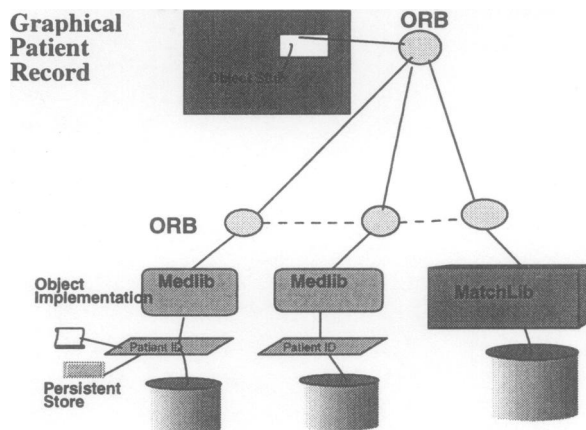 Graphical
Patient
Record
ORB
Object Stub
ORB
Medlib
Medlib
MatchLib
Object
Implementation
Patient ID
Patient ID
Persistent
Store